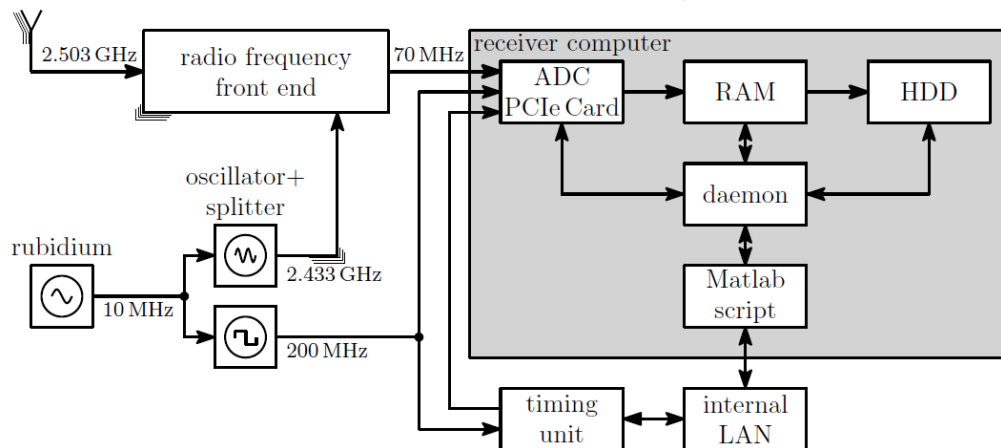 receiver computer
2.503 GHz
radio frequency
front end
70 MHz
ADC
PCIe Card
RAM
HDD
oscillator+
splitter
daemon
rubidium
10 MHz
2.433 GHz
200 MHz
Matlab
script
timing
unit
internal
LAN